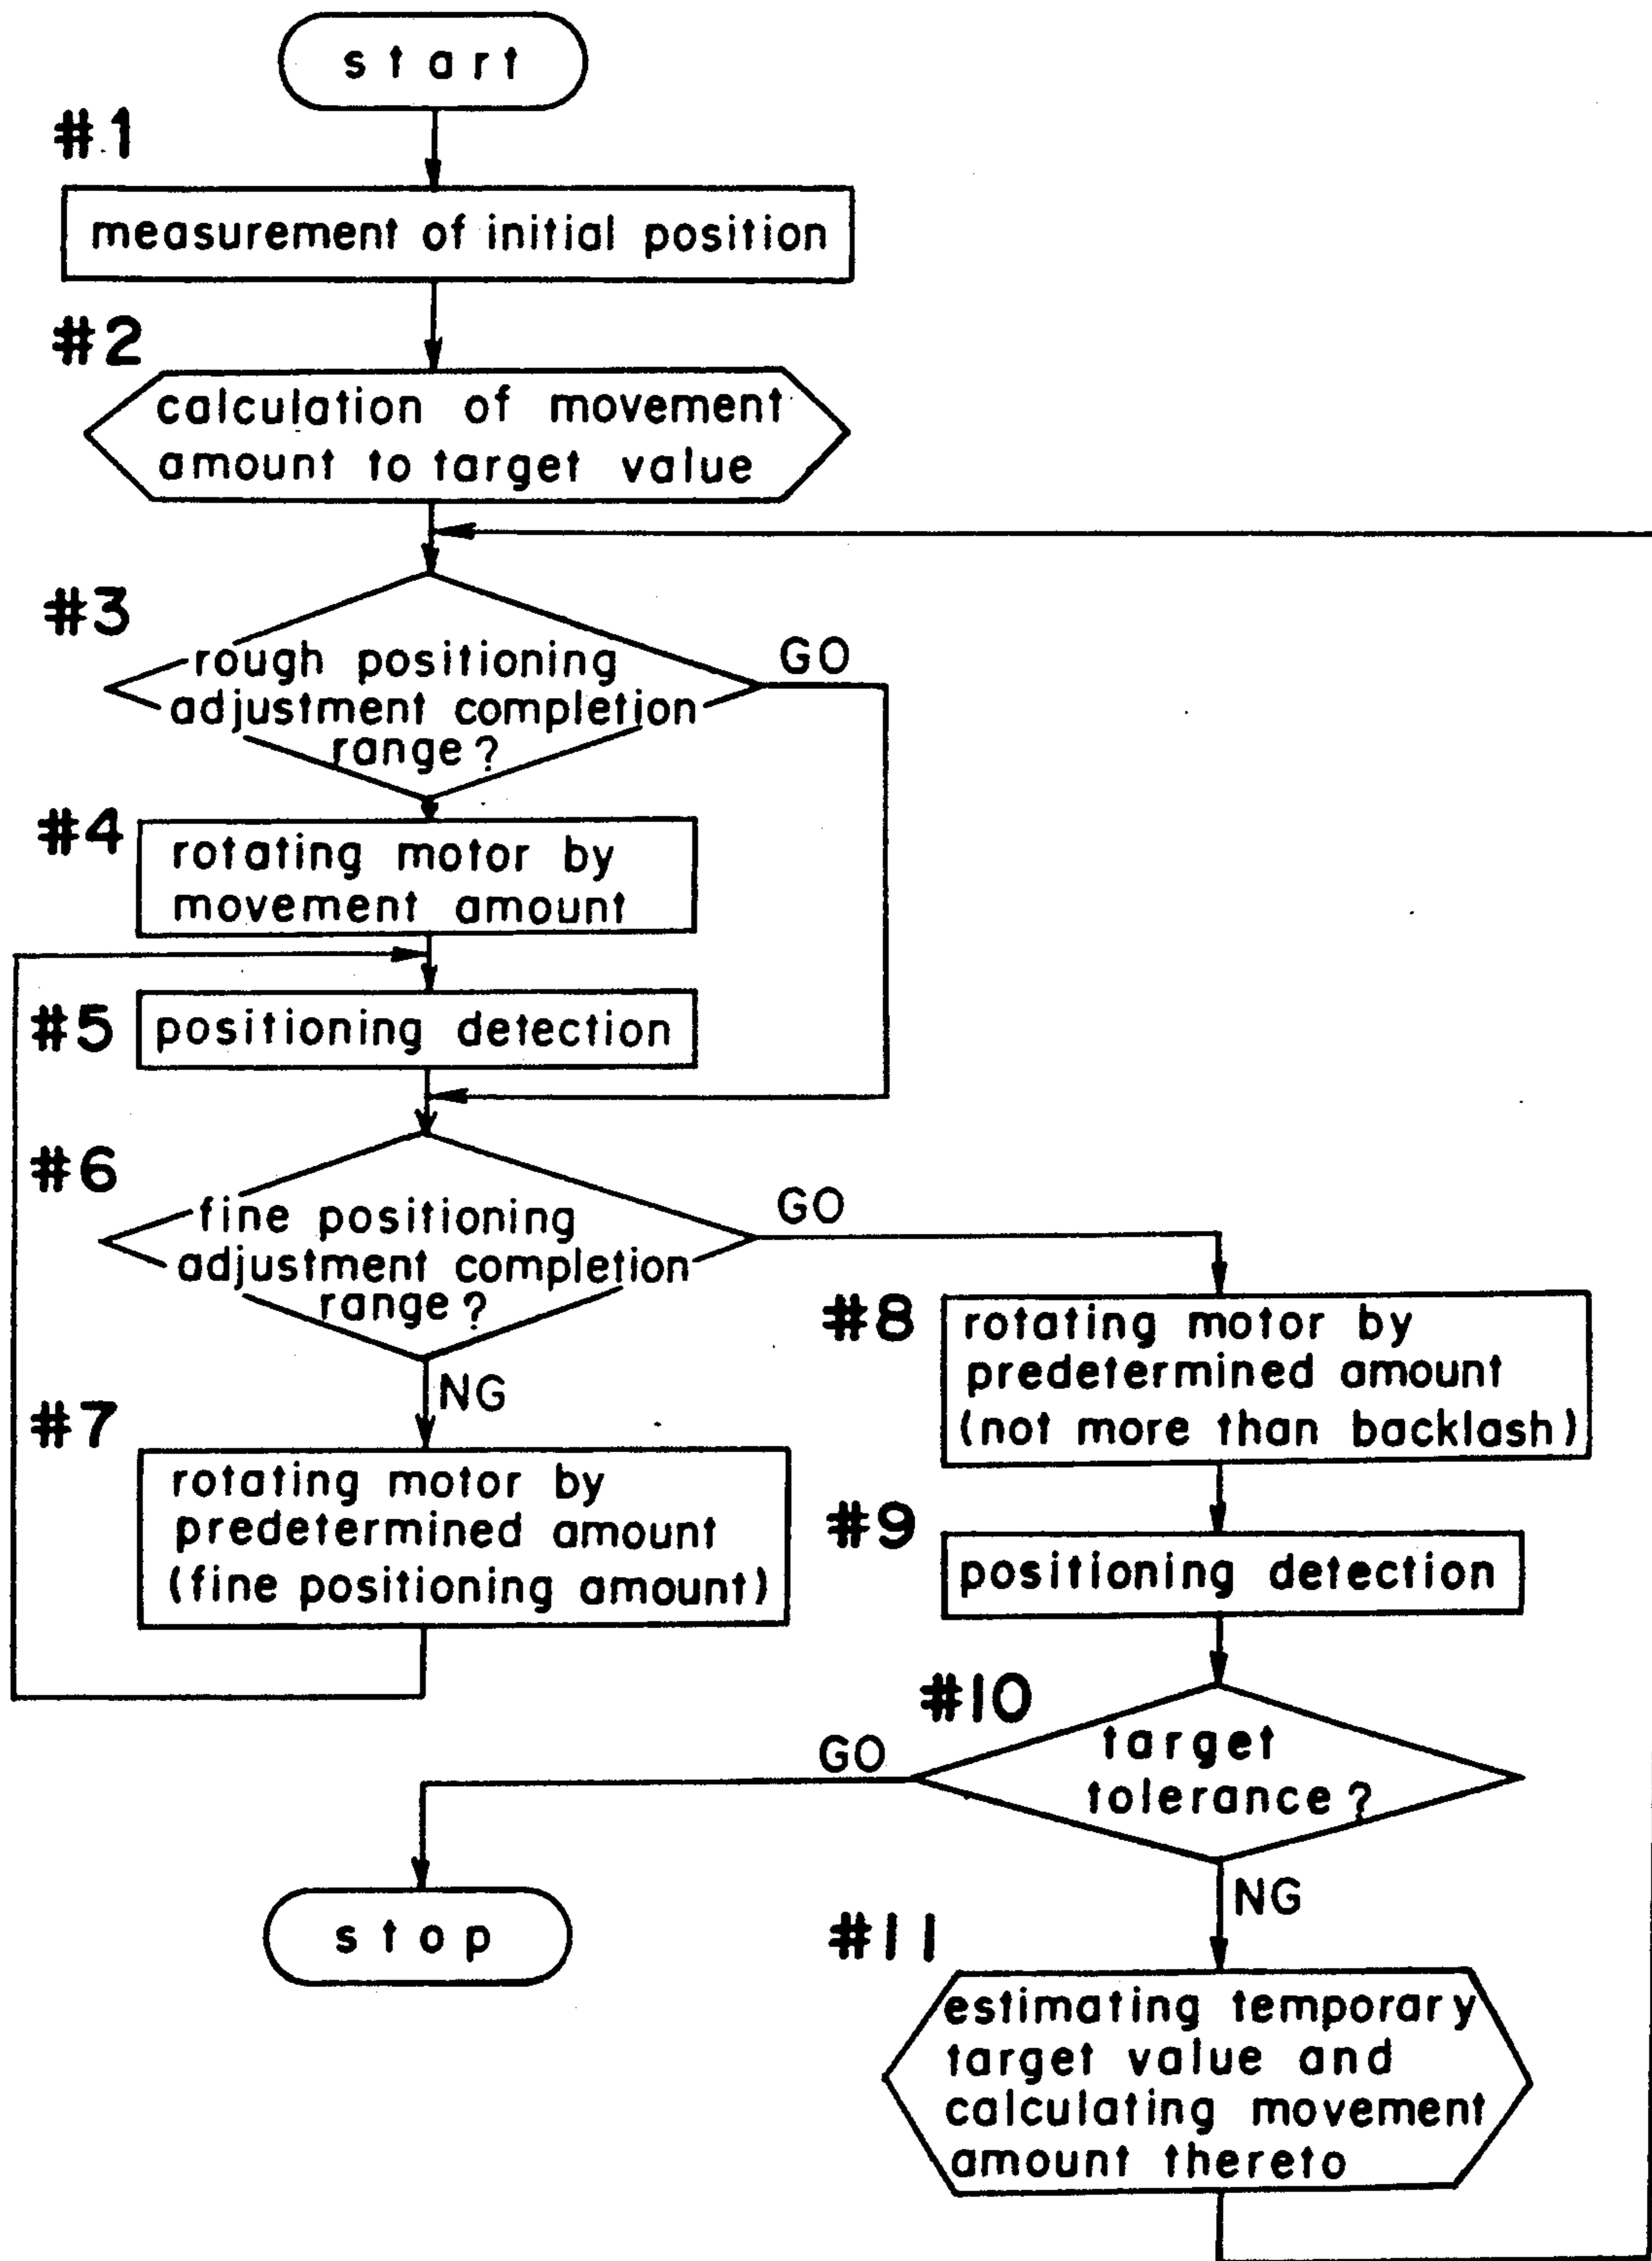 start
#1
measurement of initial position
#2
calculation of movement
amount to target value
#3
rough positioning
adjustment completion
range?
GO
#4
rotating motor by
movement amount
#5
positioning detection
#6
fine positioning
adjustment completion
range?
GO
NG
#7
rotating motor by
predetermined amount
(fine positioning amount)
#8
rotating motor by
predetermined amount
(not more than backlash)
#9
positioning detection
#10
target
tolerance?
GO
stop
NG
#11
estimating temporary
target value and
calculating movement
amount thereto